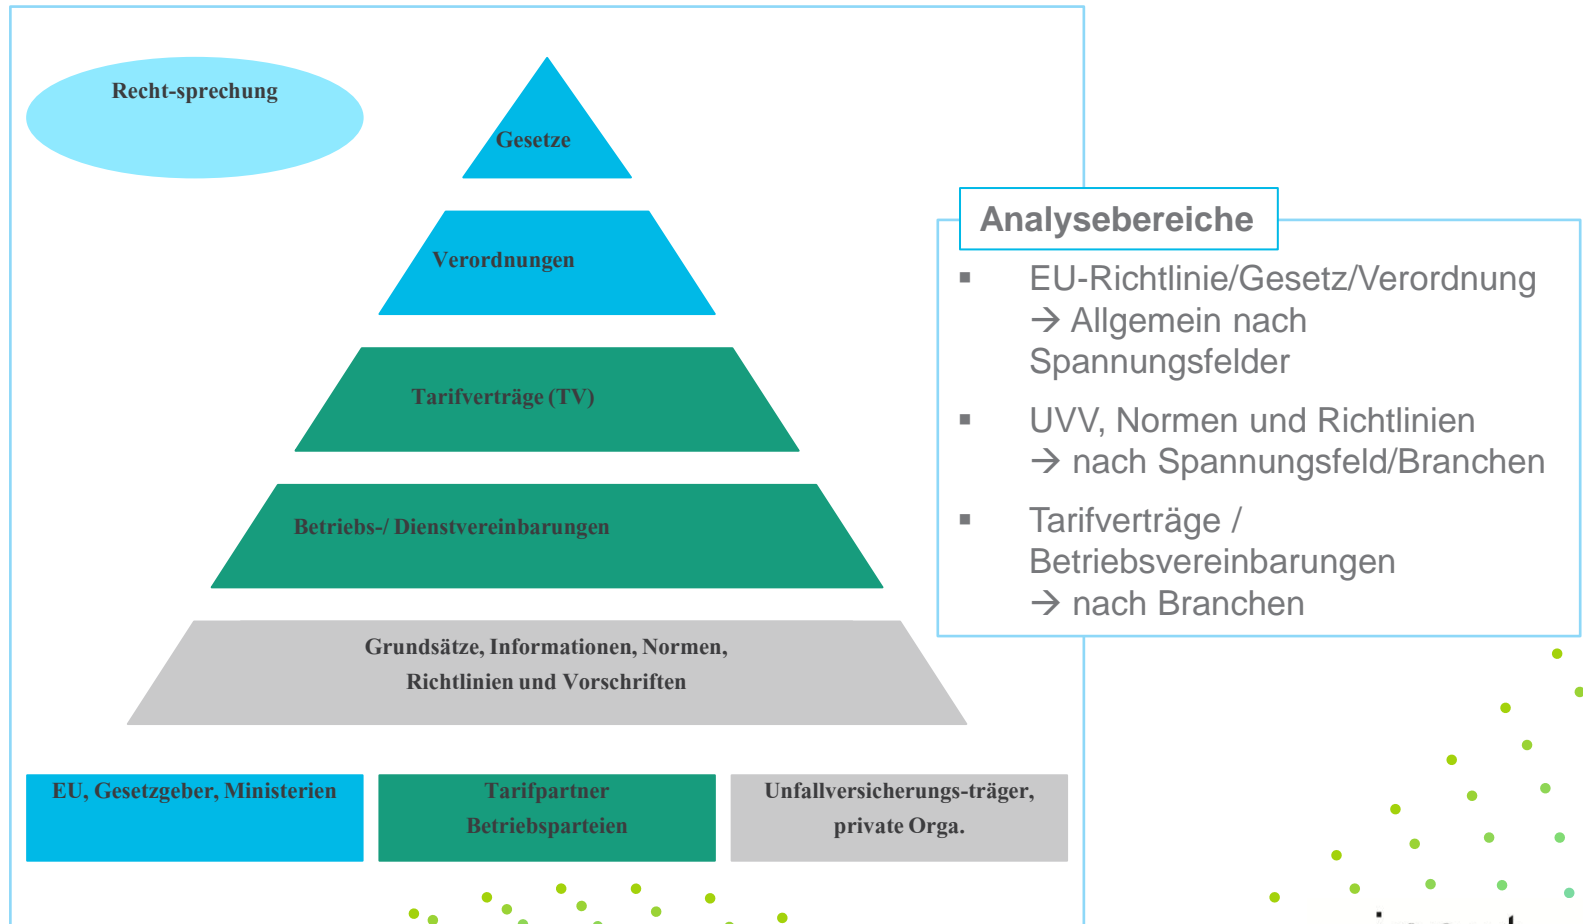 Recht-sprechung
Gesetze
Verordnungen
Tarifverträge (TV)
Betriebs-/ Dienstvereinbarungen
Grundsätze, Informationen, Normen,
Richtlinien und Vorschriften
EU, Gesetzgeber, Ministerien
Tarifpartner
Betriebsparteien
Unfallversicherungs-träger,
private Orga.
Analysebereiche
▪ EU-Richtlinie/Gesetz/Verordnung
→ Allgemein nach
Spannungsfelder
▪ UVV, Normen und Richtlinien
→ nach Spannungsfeld/Branchen
▪ Tarifverträge /
Betriebsvereinbarungen
→ nach Branchen